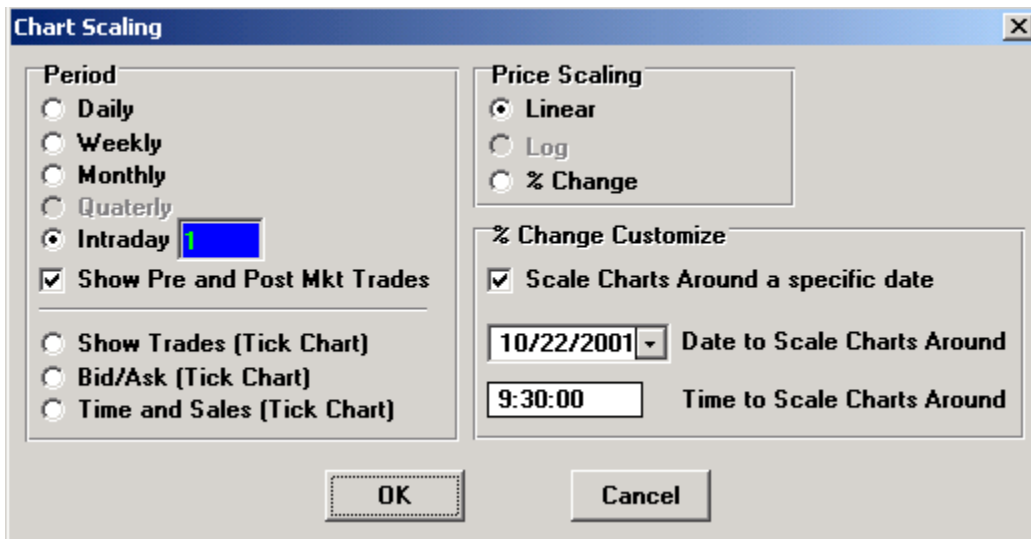 Chart Scaling
Period
Daily
Weekly
Monthly
Quaterly
Intraday 1
Show Pre and Post Mkt Trades
Show Trades (Tick Chart)
Bid/Ask (Tick Chart)
Time and Sales (Tick Chart)
Price Scaling
Linear
Log
% Change
% Change Customize
Scale Charts Around a specific date
10/22/2001 Date to Scale Charts Around
9:30:00 Time to Scale Charts Around
OK
Cancel